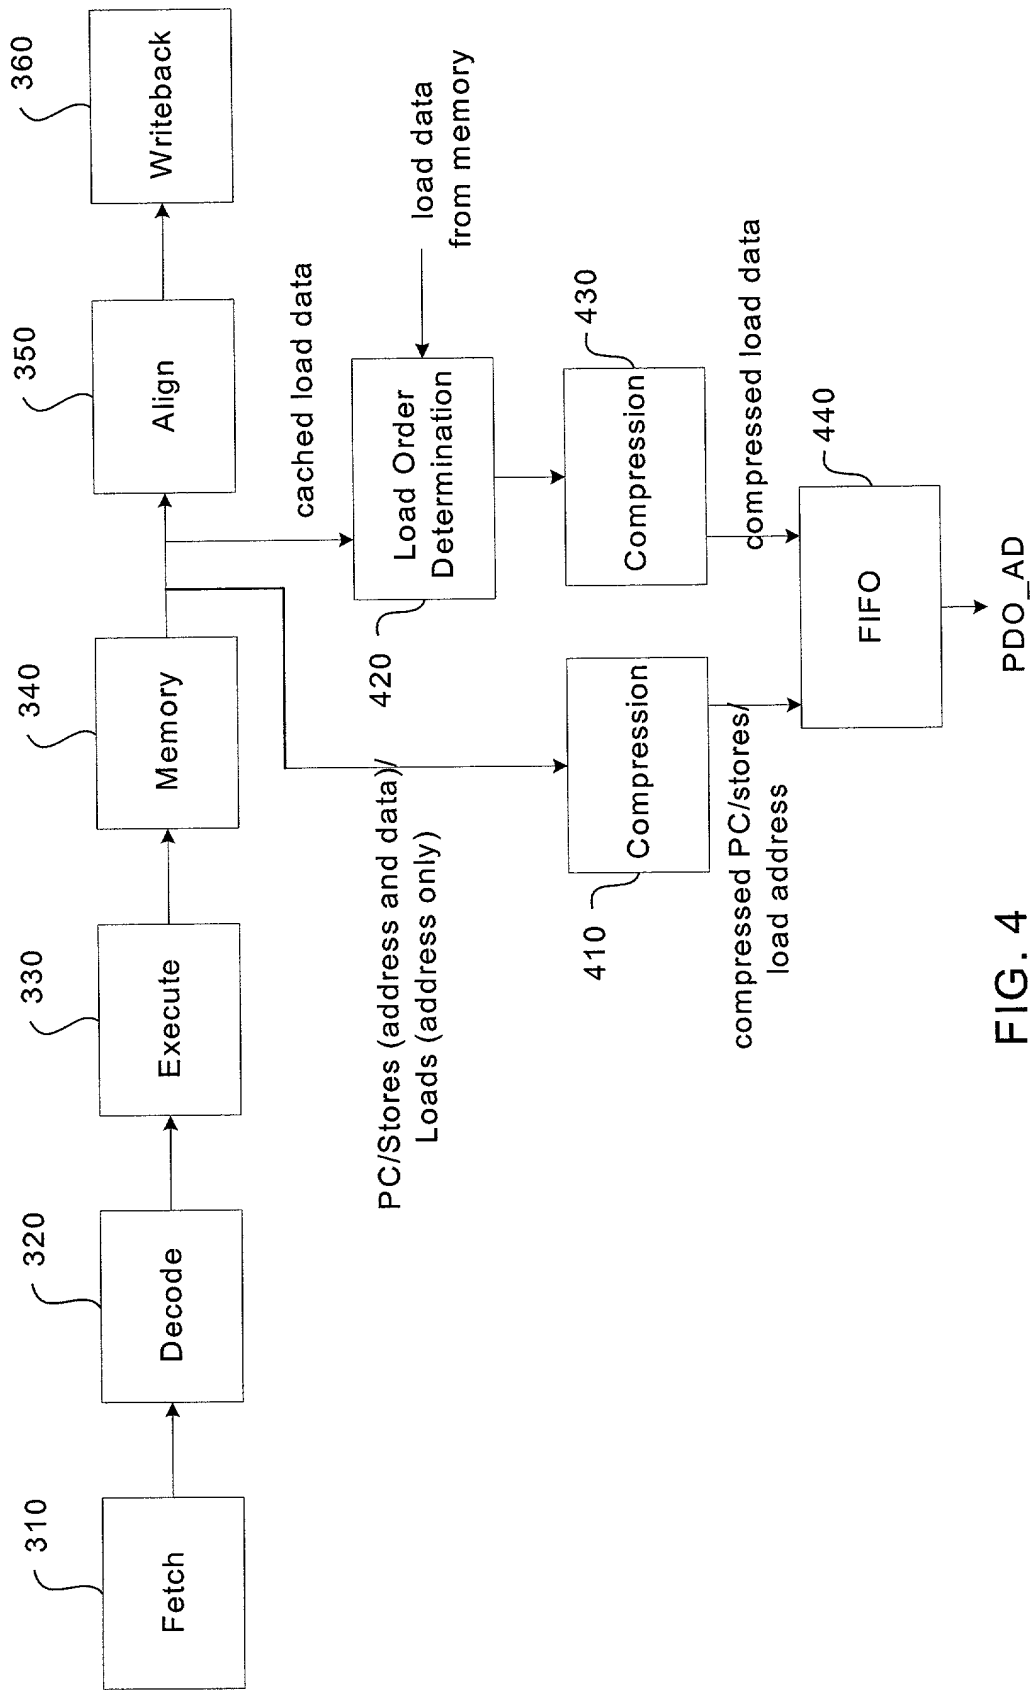 310
Fetch
320
Decode
330
Execute
340
Memory
350
Align
360
Writeback
cached load data
PC/Stores (address and data)/
Loads (address only)
420
Load Order
Determination
load data
from memory
410
Compression
430
Compression
compressed PC/stores/
load address
compressed load data
440
FIFO
PDO_AD
FIG. 4